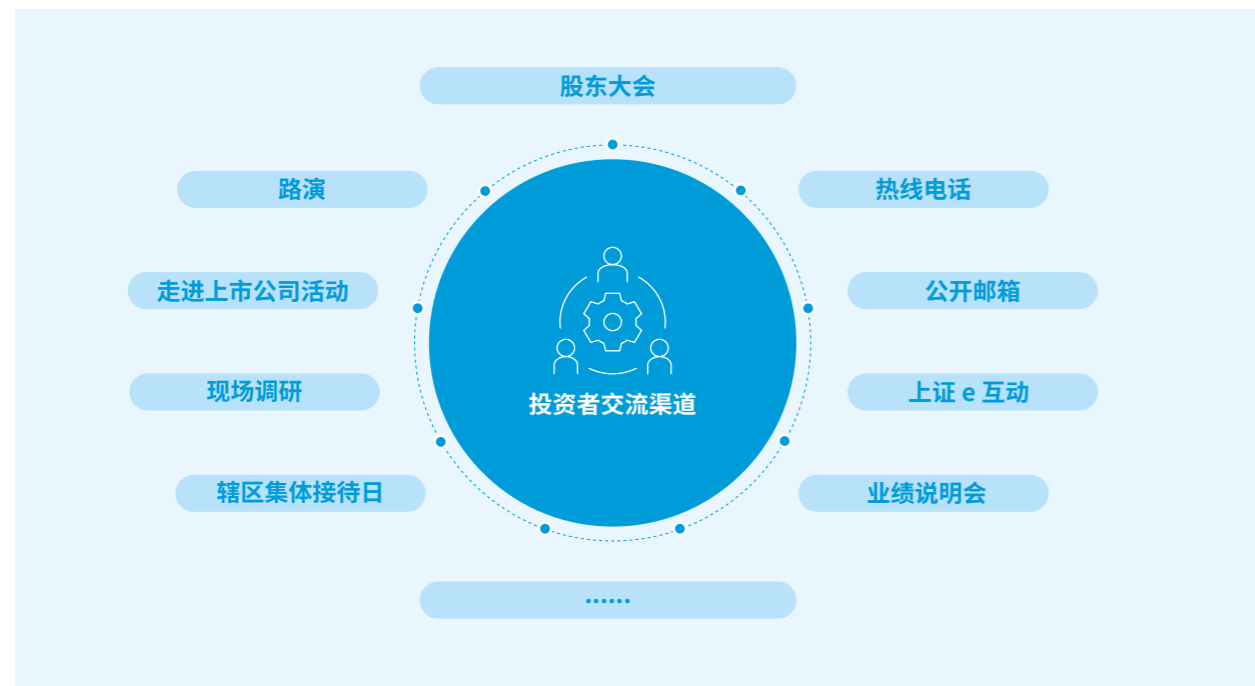 股东大会
路演
热线电话
走进上市公司活动
公开邮箱
现场调研
上证 e 互动
投资者交流渠道
辖区集体接待日
业绩说明会
······